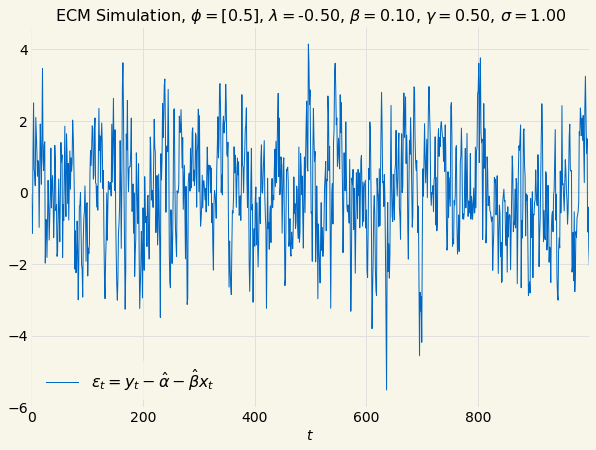 ECM Simulation, ϕ = [0.5], λ = -0.50, β = 0.10, γ = 0.50, σ = 1.00
4
2
0
−2
−4
−6
εₜ = yₜ − α̂ − β̂xₜ
0 200 400 600 800
t